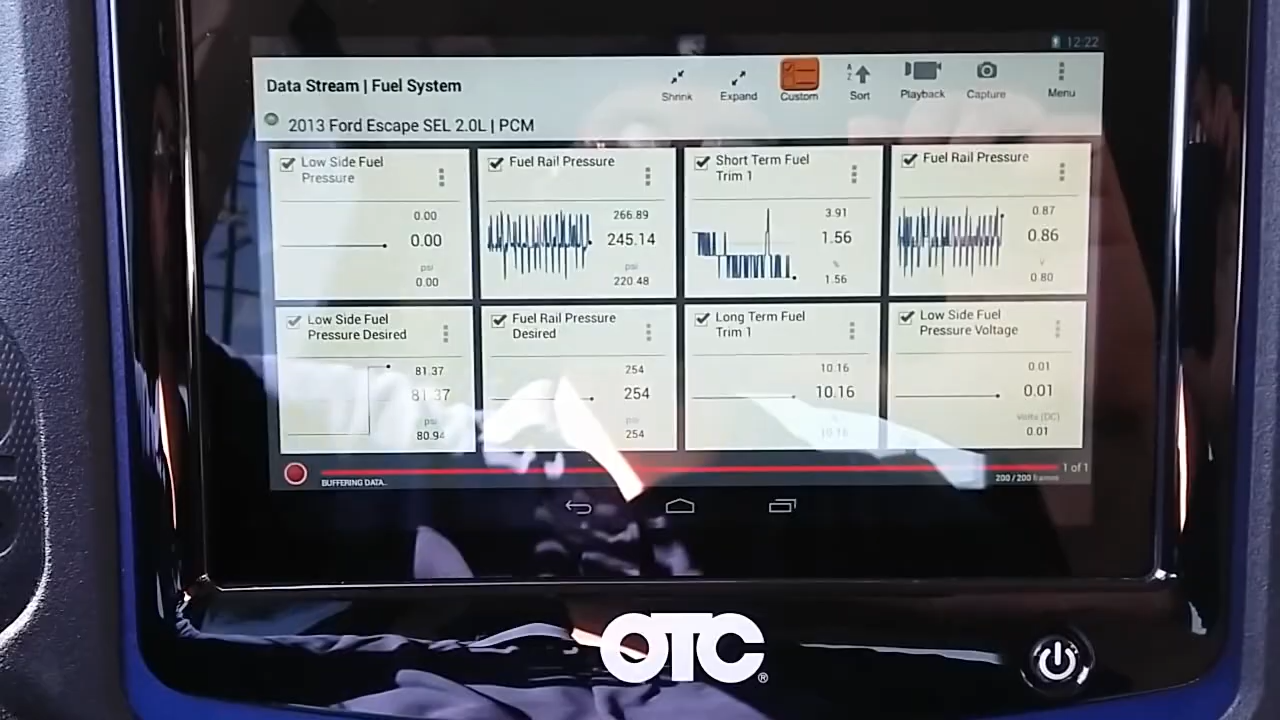 12:22
Data Stream | Fuel System
Shrink
Expand
Custom
Sort
Playback
Capture
Menu
2013 Ford Escape SEL 2.0L | PCM
Low Side Fuel
Pressure
0.00
0.00
psi
0.00
Fuel Rail Pressure
266.89
245.14
psi
220.48
Short Term Fuel
Trim 1
3.91
1.56
%
1.56
Fuel Rail Pressure
0.87
0.86
V
0.80
Low Side Fuel
Pressure Desired
81.37
81.37
psi
80.94
Fuel Rail Pressure
Desired
254
254
psi
254
Long Term Fuel
Trim 1
10.16
10.16
10.16
Low Side Fuel
Pressure Voltage
0.01
0.01
Volts (DC)
0.01
BUFFERING DATA..
1 of 1
200 / 200 frames
OTC®